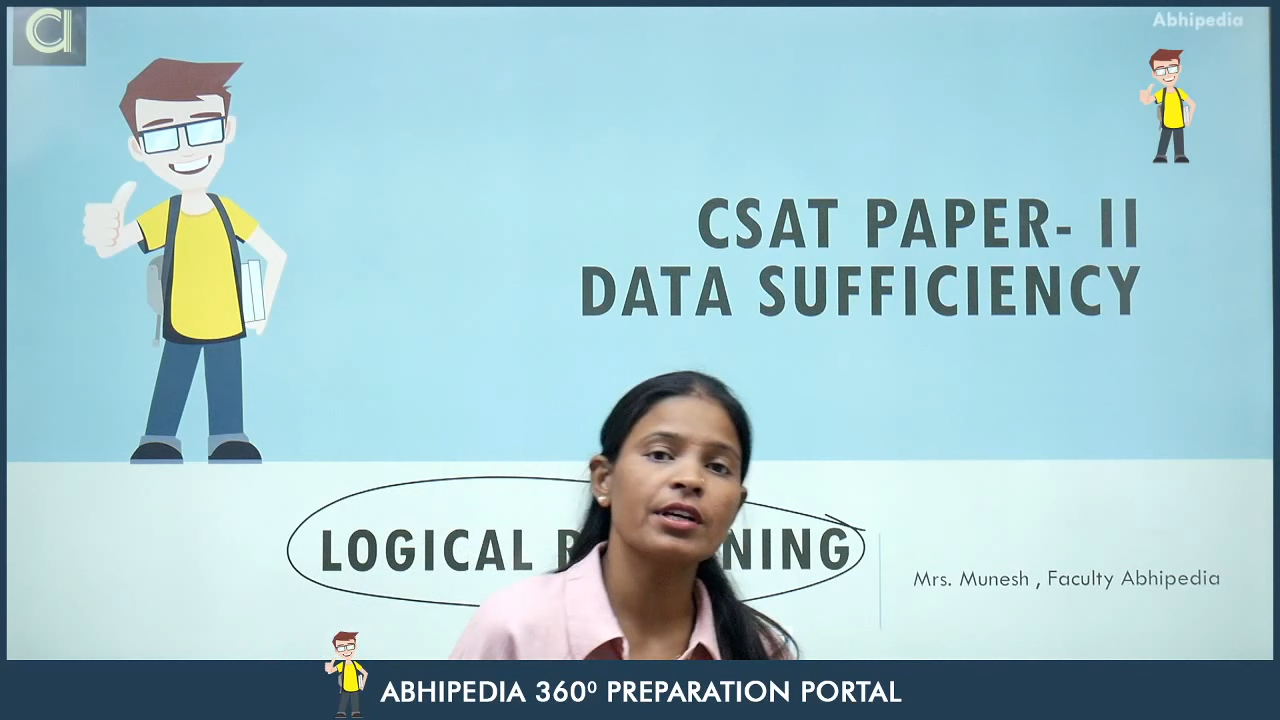 Abhipedia
CSAT PAPER- II
DATA SUFFICIENCY
LOGICAL NING
Mrs. Munesh , Faculty Abhipedia
ABHIPEDIA 360⁰ PREPARATION PORTAL